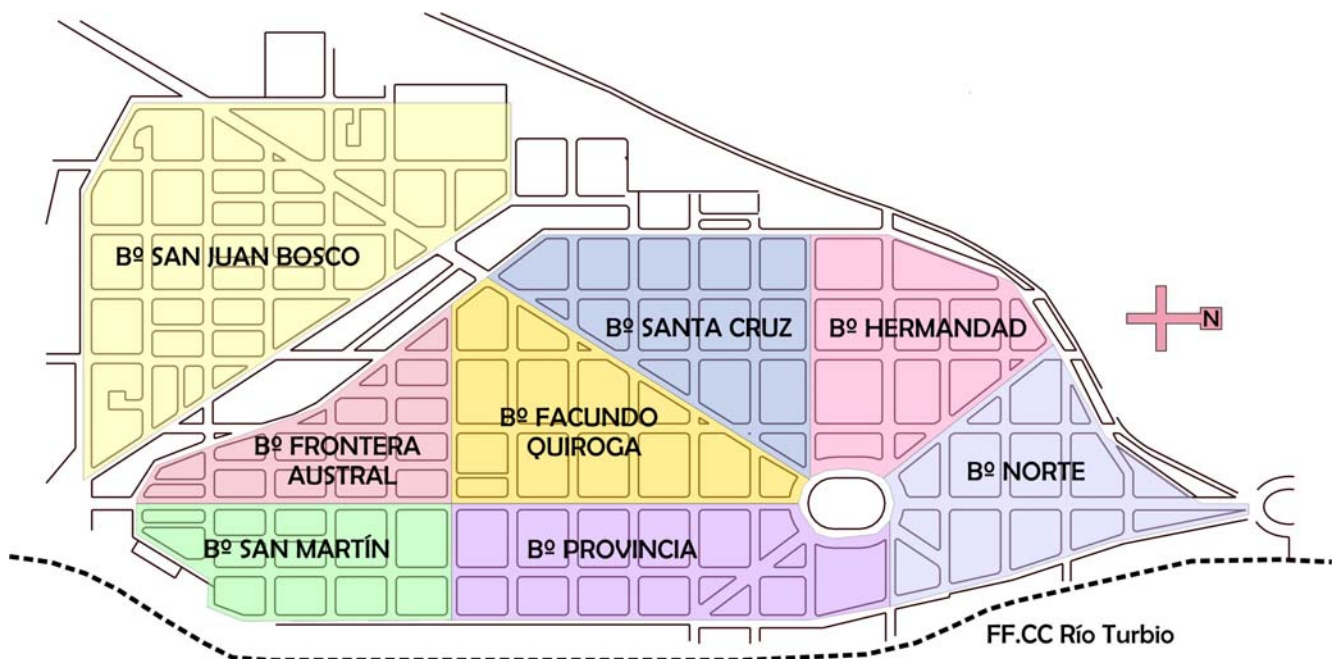 Bº SAN JUAN BOSCO
Bº SANTA CRUZ
Bº HERMANDAD
N
Bº FACUNDO
QUIROGA
Bº FRONTERA
AUSTRAL
Bº NORTE
Bº SAN MARTÍN
Bº PROVINCIA
FF.CC Río Turbio